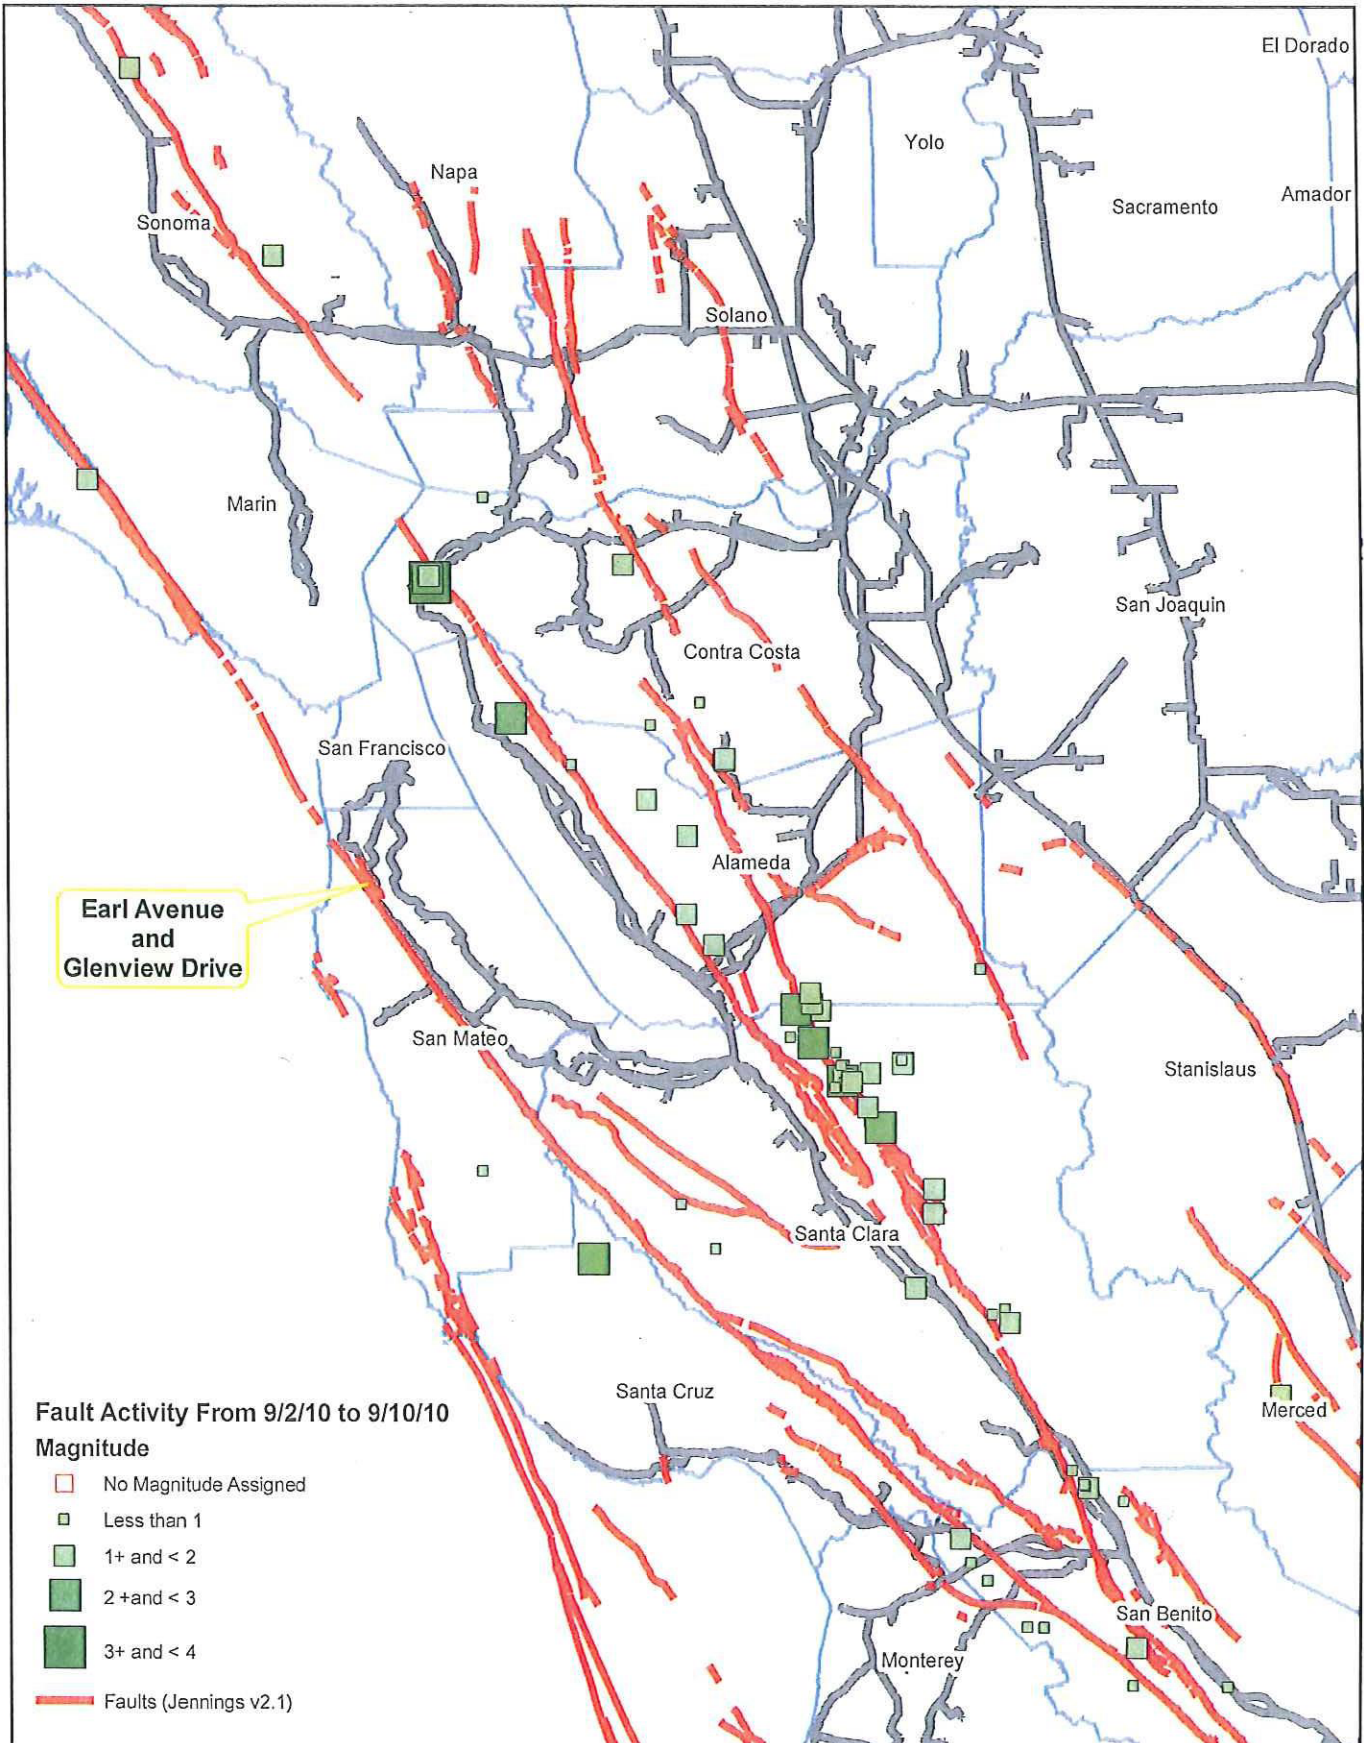 El Dorado
Yolo
Napa
Amador
Sacramento
Sonoma
Solano
Marin
San Joaquin
Contra Costa
San Francisco
Alameda
Earl Avenue
and
Glenview Drive
San Mateo
Stanislaus
Santa Clara
Santa Cruz
Merced
Fault Activity From 9/2/10 to 9/10/10
Magnitude
No Magnitude Assigned
Less than 1
1+ and < 2
2 +and < 3
3+ and < 4
Faults (Jennings v2.1)
San Benito
Monterey